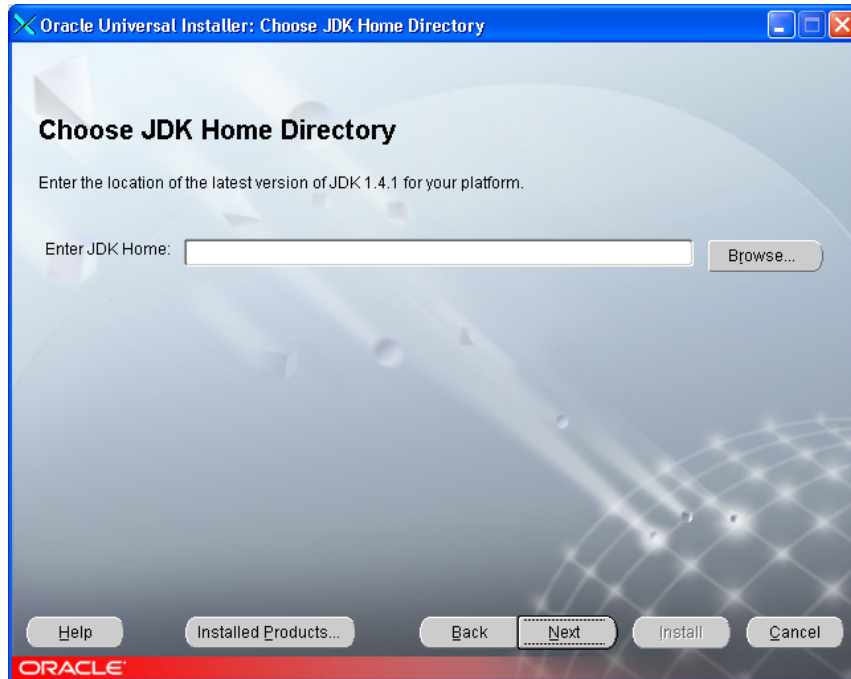 Oracle Universal Installer: Choose JDK Home Directory
Choose JDK Home Directory
Enter the location of the latest version of JDK 1.4.1 for your platform.
Enter JDK Home: Browse...
Help Installed Products... Back Next Install Cancel
ORACLE